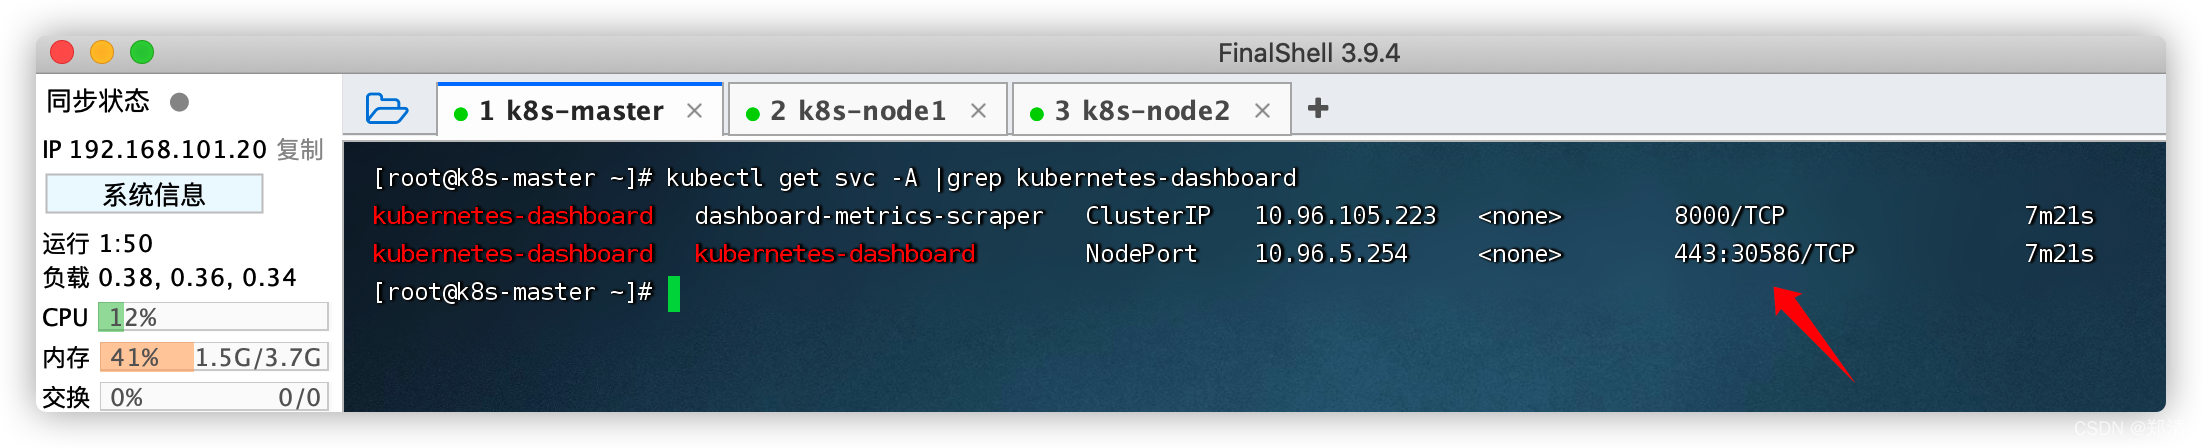 FinalShell 3.9.4
同步状态
1 k8s-master × 2 k8s-node1 × 3 k8s-node2 × +
IP 192.168.101.20 复制
系统信息
运行 1:50
负载 0.38, 0.36, 0.34
CPU 12%
内存 41% 1.5G/3.7G
交换 0% 0/0
[root@k8s-master ~]# kubectl get svc -A |grep kubernetes-dashboard
kubernetes-dashboard dashboard-metrics-scraper ClusterIP 10.96.105.223 <none> 8000/TCP 7m21s
kubernetes-dashboard kubernetes-dashboard NodePort 10.96.5.254 <none> 443:30586/TCP 7m21s
[root@k8s-master ~]#
CSDN